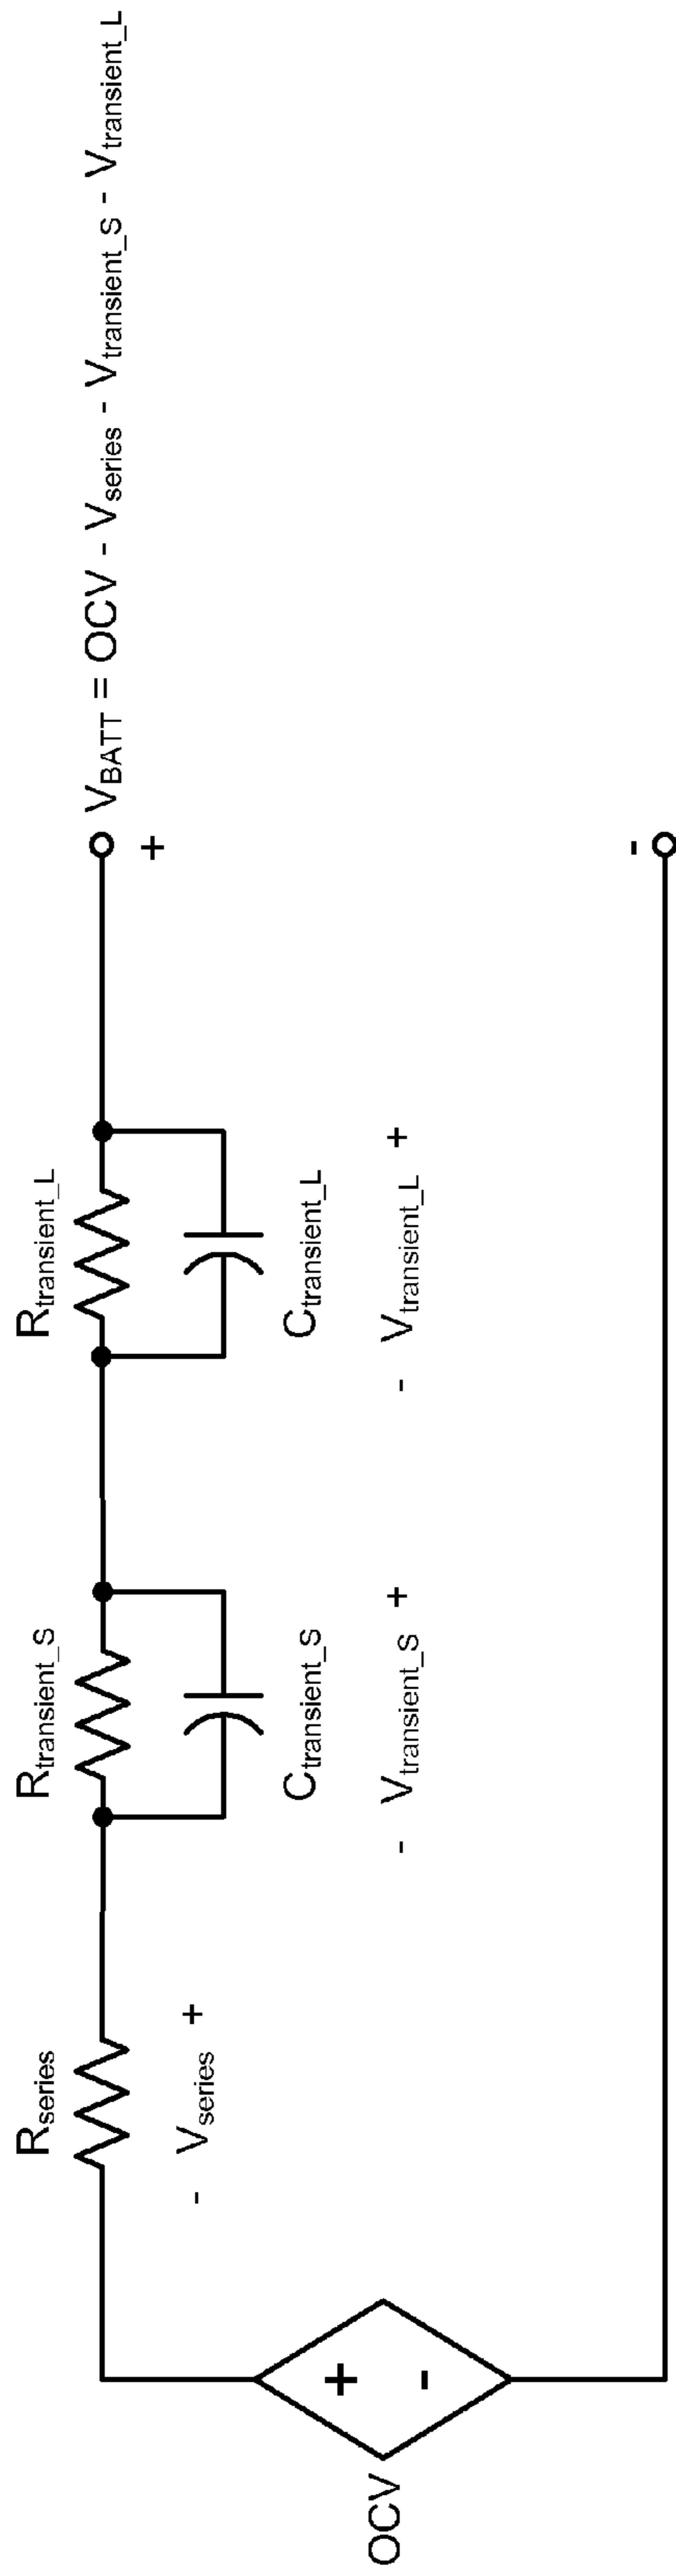 R_series
R_transient_S
R_transient_L
V_BATT = OCV - V_series - V_transient_S - V_transient_L
- V_series +
C_transient_S
C_transient_L
+
- V_transient_S +
- V_transient_L +
OCV
+
-
-